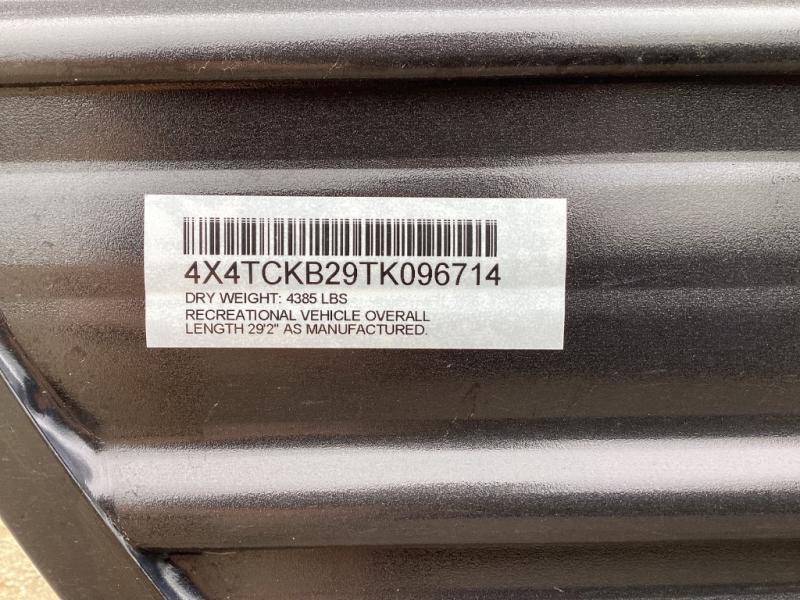 4X4TCKB29TK096714
DRY WEIGHT: 4385 LBS
RECREATIONAL VEHICLE OVERALL
LENGTH 29'2" AS MANUFACTURED.